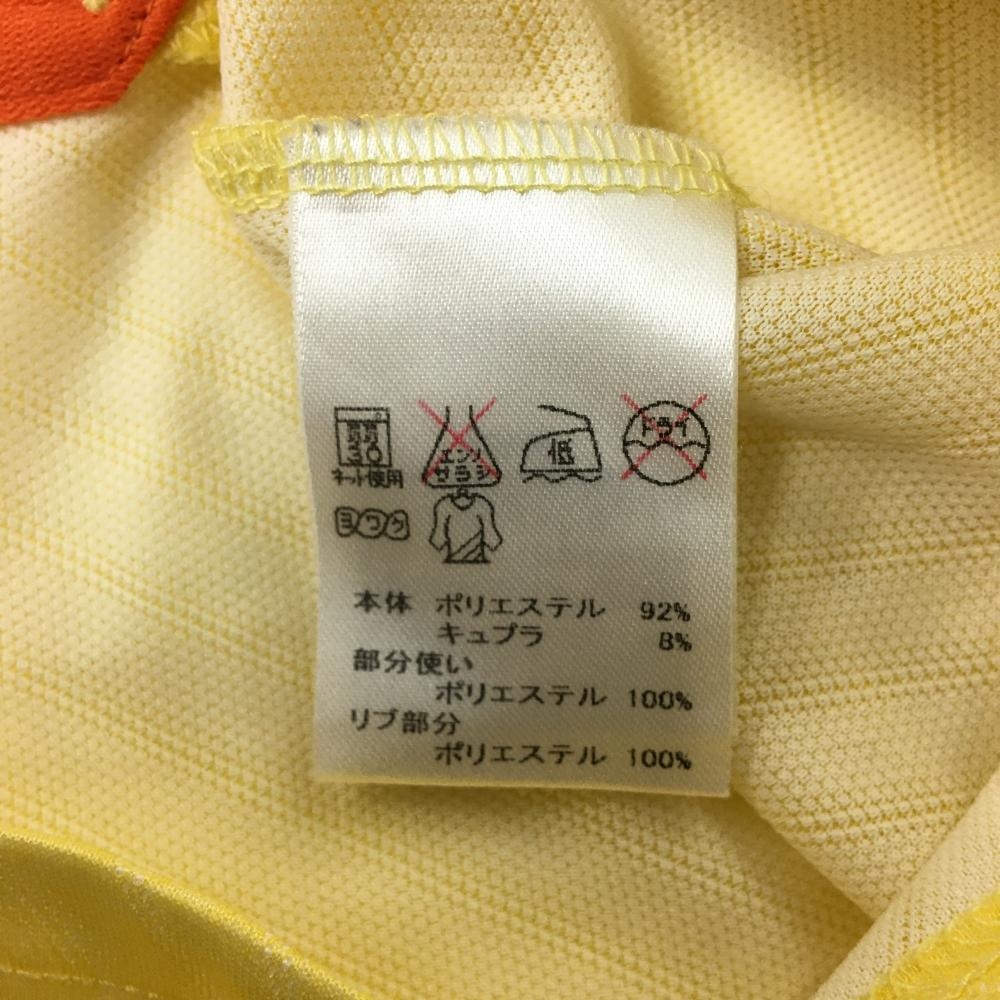 弱
30
ネット使用
エンソ
サラシ
低
ドライ
ヨワク
本体 ポリエステル 92%
キュプラ 8%
部分使い
ポリエステル 100%
リブ部分
ポリエステル 100%